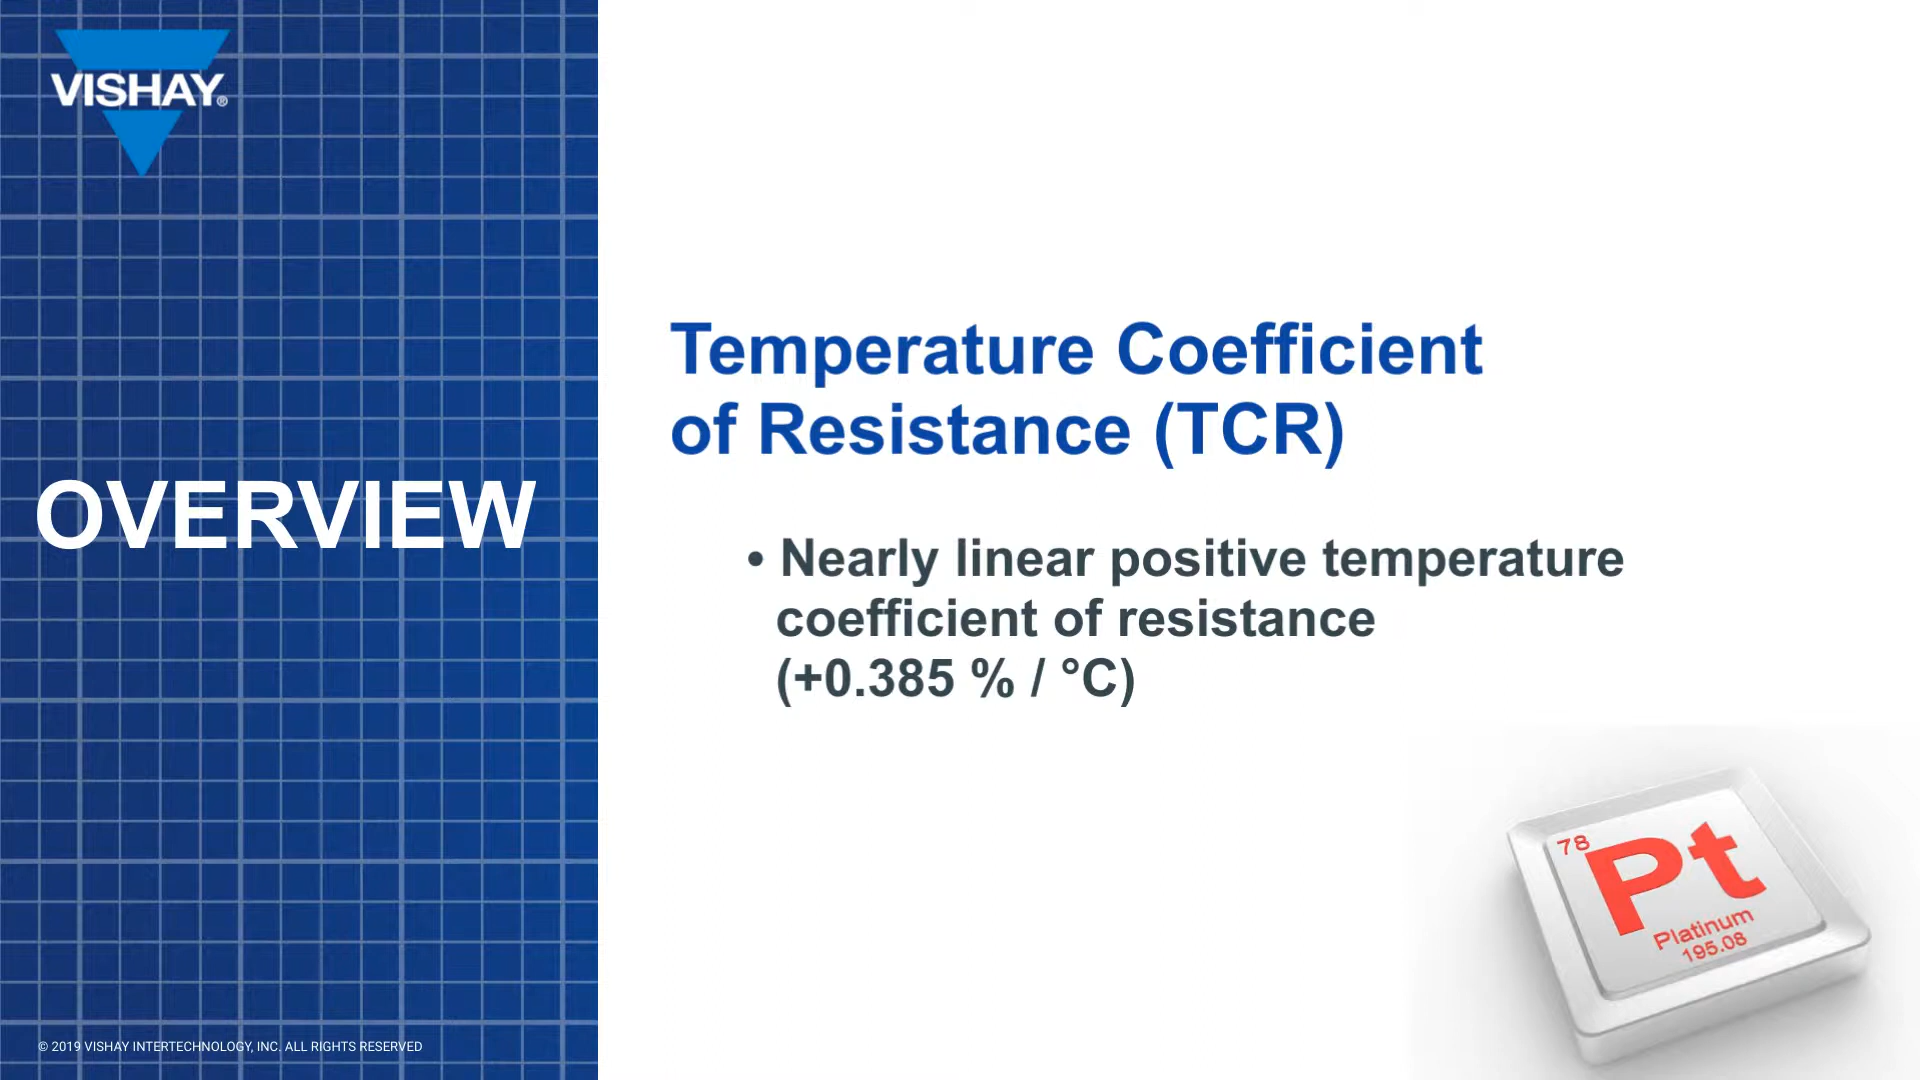 VISHAY®
OVERVIEW
© 2019 VISHAY INTERTECHNOLOGY, INC. ALL RIGHTS RESERVED
Temperature Coefficient
of Resistance (TCR)
• Nearly linear positive temperature
coefficient of resistance
(+0.385 % / °C)
78
Pt
Platinum
195.08